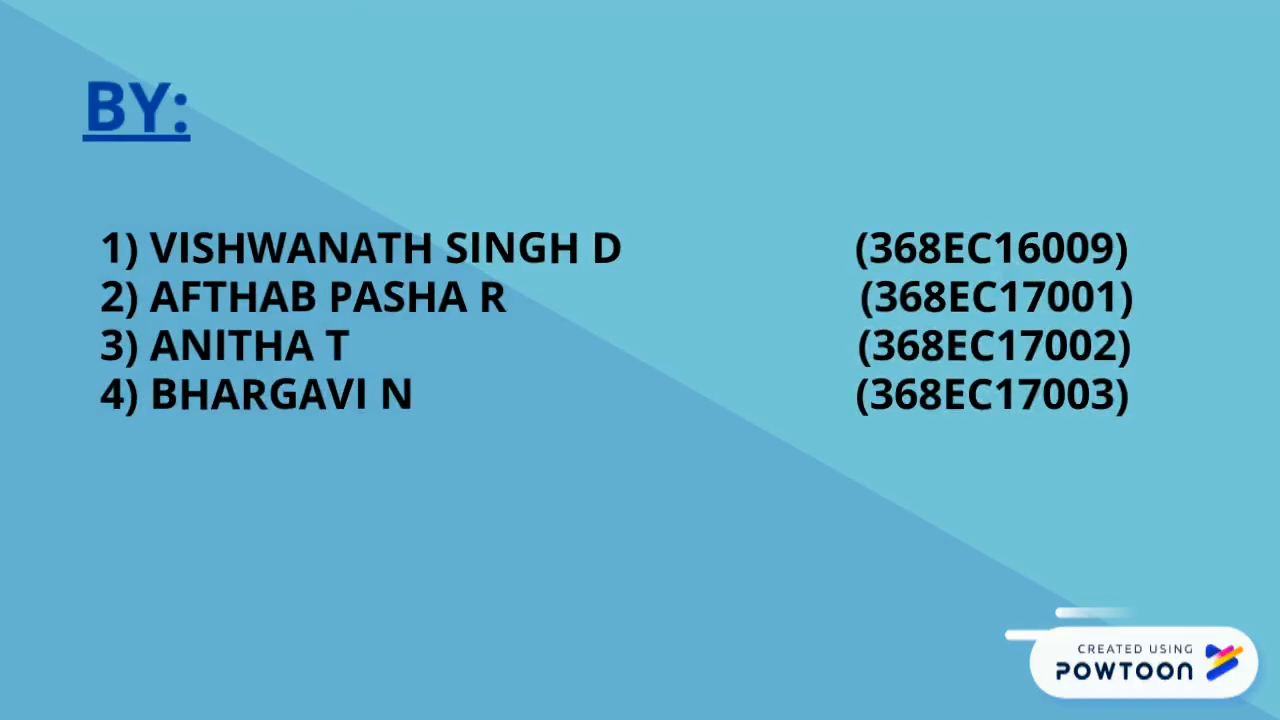 BY:
1) VISHWANATH SINGH D (368EC16009)
2) AFTHAB PASHA R (368EC17001)
3) ANITHA T (368EC17002)
4) BHARGAVI N (368EC17003)
CREATED USING
POWTOON